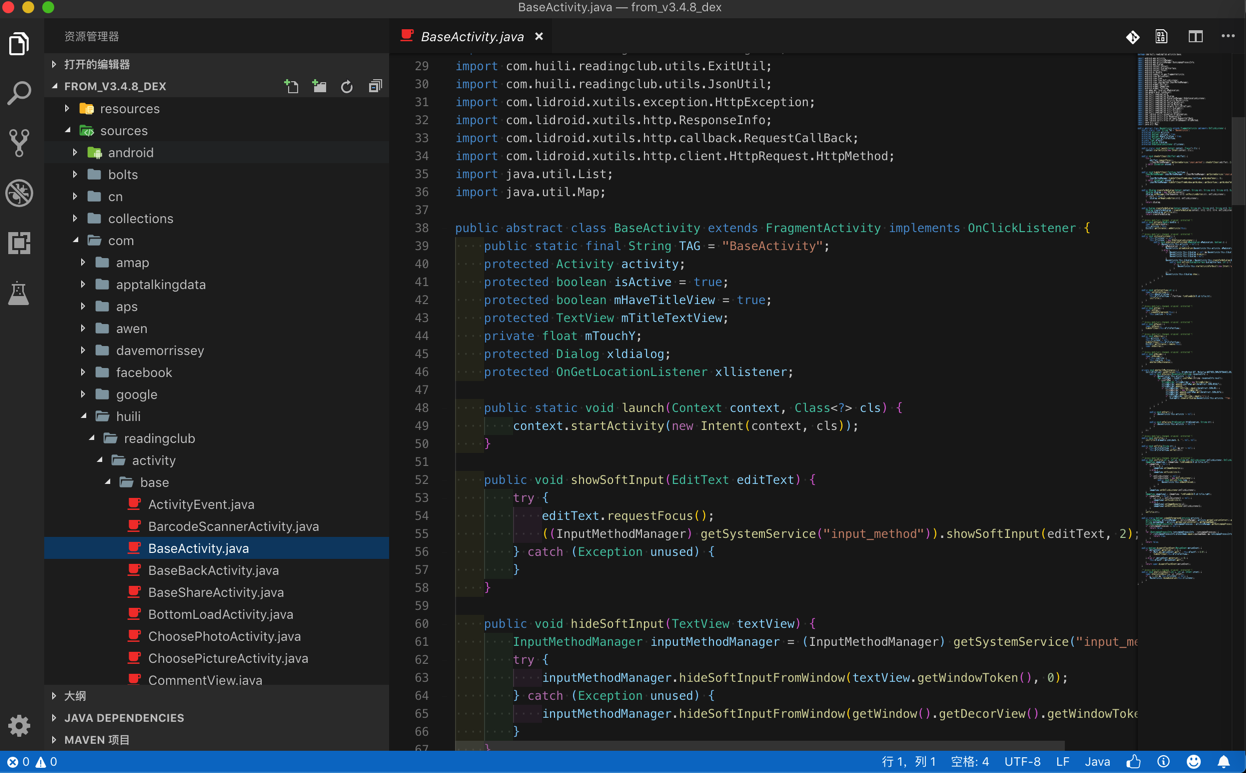 BaseActivity.java — from_v3.4.8_dex
资源管理器
打开的编辑器
FROM_V3.4.8_DEX
resources
sources
android
bolts
cn
collections
com
amap
apptalkingdata
aps
awen
davemorrissey
facebook
google
huili
readingclub
activity
base
ActivityEvent.java
BarcodeScannerActivity.java
BaseActivity.java
BaseBackActivity.java
BaseShareActivity.java
BottomLoadActivity.java
ChoosePhotoActivity.java
ChoosePictureActivity.java
CommentView.java
大纲
JAVA DEPENDENCIES
MAVEN 项目
BaseActivity.java
29 import com.huili.readingclub.utils.ExitUtil;
30 import com.huili.readingclub.utils.JsonUtil;
31 import com.lidroid.xutils.exception.HttpException;
32 import com.lidroid.xutils.http.ResponseInfo;
33 import com.lidroid.xutils.http.callback.RequestCallBack;
34 import com.lidroid.xutils.http.client.HttpRequest.HttpMethod;
35 import java.util.List;
36 import java.util.Map;
37
38 public abstract class BaseActivity extends FragmentActivity implements OnClickListener {
39 public static final String TAG = "BaseActivity";
40 protected Activity activity;
41 protected boolean isActive = true;
42 protected boolean mHaveTitleView = true;
43 protected TextView mTitleTextView;
44 private float mTouchY;
45 protected Dialog xldialog;
46 protected OnGetLocationListener xllistener;
47
48 public static void launch(Context context, Class<?> cls) {
49 context.startActivity(new Intent(context, cls));
50 }
51
52 public void showSoftInput(EditText editText) {
53 try {
54 editText.requestFocus();
55 ((InputMethodManager) getSystemService("input_method")).showSoftInput(editText, 2);
56 } catch (Exception unused) {
57 }
58 }
59
60 public void hideSoftInput(TextView textView) {
61 InputMethodManager inputMethodManager = (InputMethodManager) getSystemService("input_me
62 try {
63 inputMethodManager.hideSoftInputFromWindow(textView.getWindowToken(), 0);
64 } catch (Exception unused) {
65 inputMethodManager.hideSoftInputFromWindow(getWindow().getDecorView().getWindowToke
66 }
67 }
0 0
行 1，列 1 空格: 4 UTF-8 LF Java